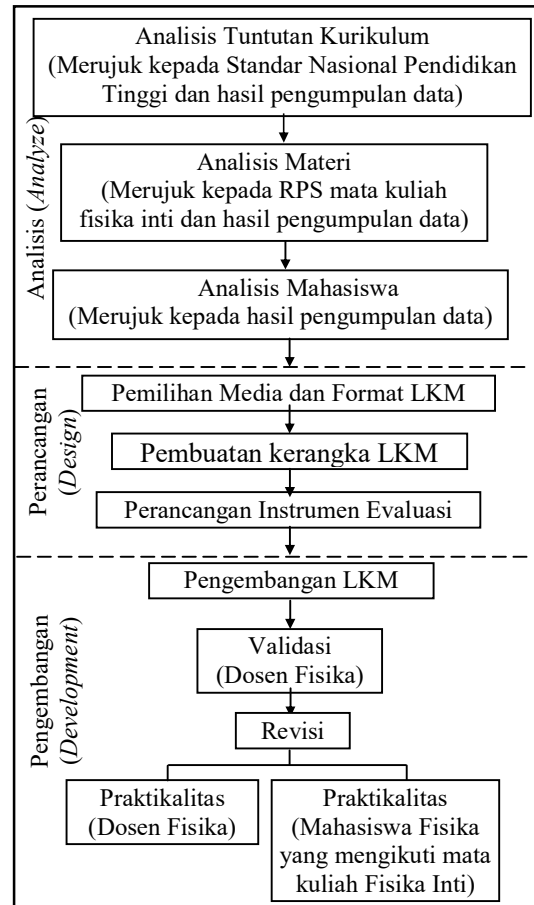 Analisis (Analyze)
Analisis Tuntutan Kurikulum
(Merujuk kepada Standar Nasional Pendidikan
Tinggi dan hasil pengumpulan data)
Analisis Materi
(Merujuk kepada RPS mata kuliah
fisika inti dan hasil pengumpulan data)
Analisis Mahasiswa
(Merujuk kepada hasil pengumpulan data)
Perancangan
(Design)
Pemilihan Media dan Format LKM
Pembuatan kerangka LKM
Perancangan Instrumen Evaluasi
Pengembangan
(Development)
Pengembangan LKM
Validasi
(Dosen Fisika)
Revisi
Praktikalitas
(Dosen Fisika)
Praktikalitas
(Mahasiswa Fisika
yang mengikuti mata
kuliah Fisika Inti)